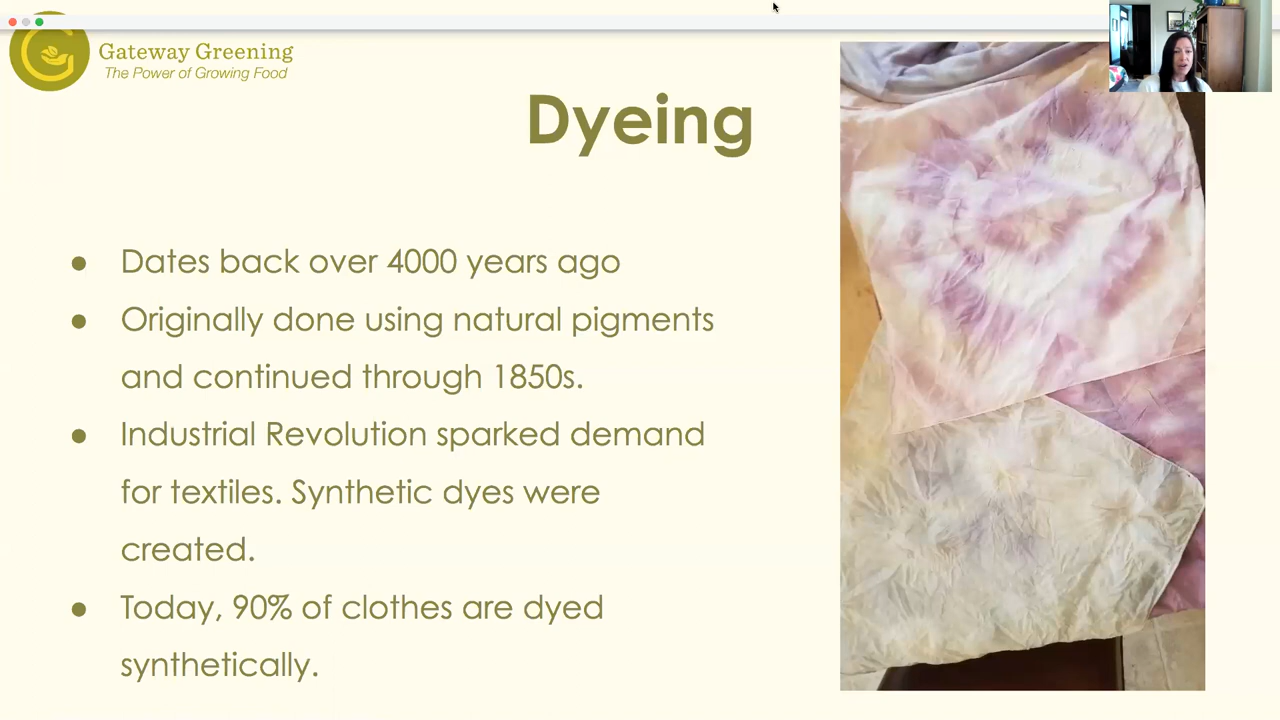 Gateway Greening
The Power of Growing Food
Dyeing
● Dates back over 4000 years ago
● Originally done using natural pigments
and continued through 1850s.
● Industrial Revolution sparked demand
for textiles. Synthetic dyes were
created.
● Today, 90% of clothes are dyed
synthetically.